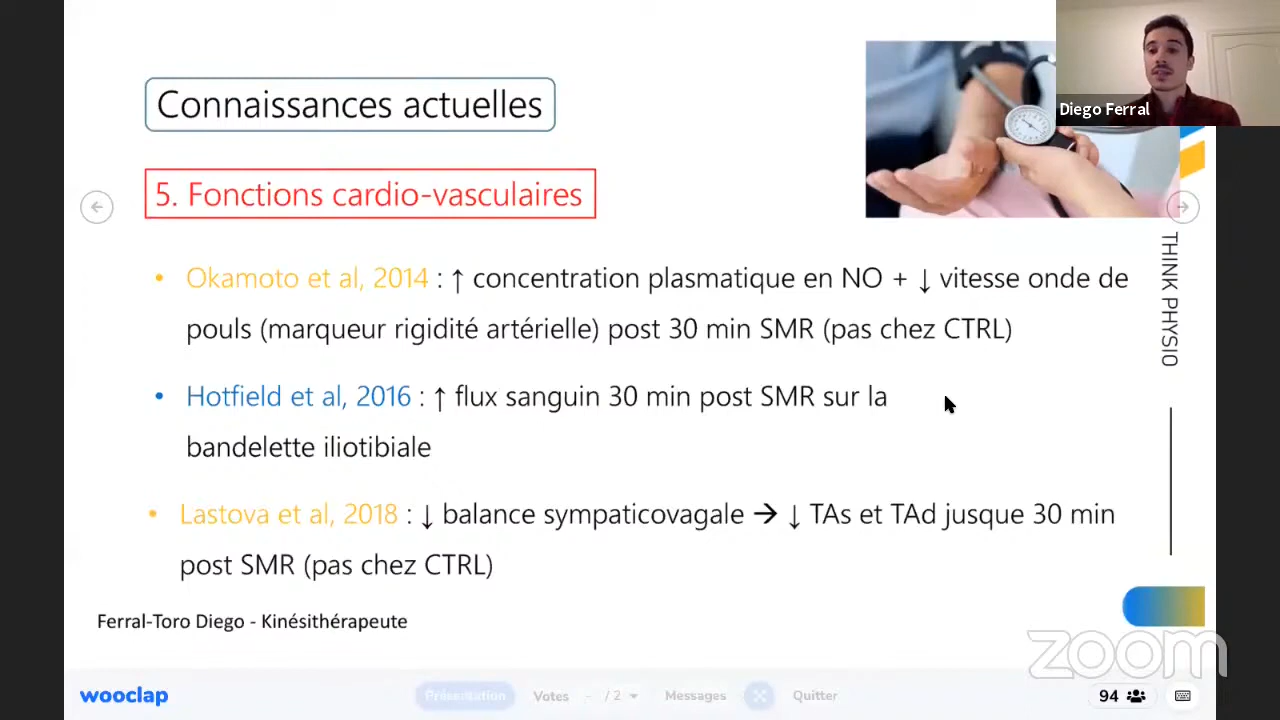 Connaissances actuelles
Diego Ferral
5. Fonctions cardio-vasculaires
• Okamoto et al, 2014 : ↑ concentration plasmatique en NO + ↓ vitesse onde de
pouls (marqueur rigidité artérielle) post 30 min SMR (pas chez CTRL)
• Hotfield et al, 2016 : ↑ flux sanguin 30 min post SMR sur la
bandelette iliotibiale
• Lastova et al, 2018 : ↓ balance sympaticovagale → ↓ TAs et TAd jusque 30 min
post SMR (pas chez CTRL)
THINK PHYSIO
Ferral-Toro Diego - Kinésithérapeute
zoom
wooclap
Présentation
Votes - / 2
Messages
Quitter
94